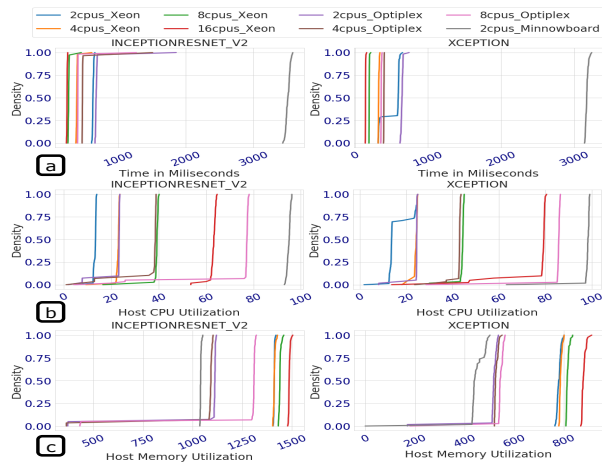 2cpus_Xeon 8cpus_Xeon 2cpus_Optiplex 8cpus_Optiplex
4cpus_Xeon 16cpus_Xeon 4cpus_Optiplex 2cpus_Minnowboard
INCEPTIONRESNET_V2 XCEPTION
1.00 1.00
0.75 0.75
Density Density
0.50 0.50
0.25 0.25
0.00 0.00
1000 2000 3000 1000 2000 3000
a
Time in Miliseconds Time in Miliseconds
INCEPTIONRESNET_V2 XCEPTION
1.00 1.00
0.75 0.75
Density Density
0.50 0.50
0.25 0.25
0.00 0.00
0 20 40 60 80 100 0 20 40 60 80 100
b
Host CPU Utilization Host CPU Utilization
INCEPTIONRESNET_V2 XCEPTION
1.00 1.00
0.75 0.75
Density Density
0.50 0.50
0.25 0.25
0.00 0.00
500 750 1000 1250 1500 0 200 400 600 800
c
Host Memory Utilization Host Memory Utilization